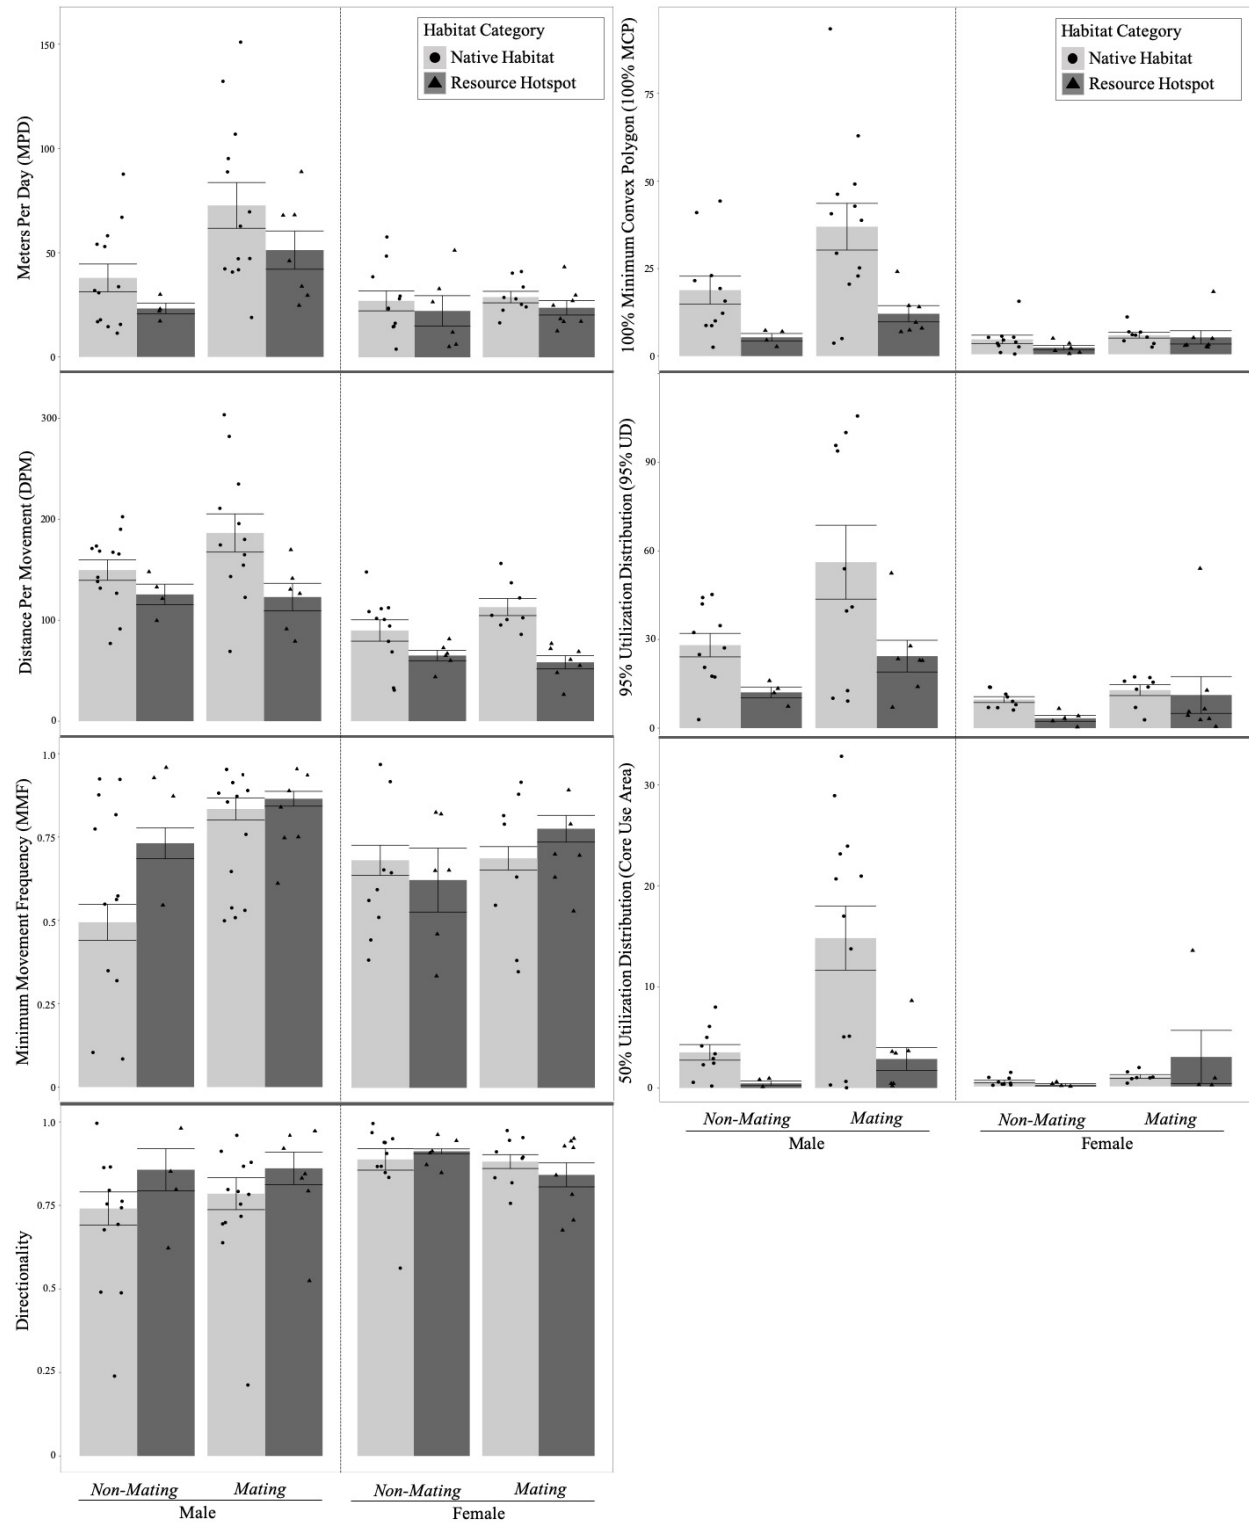 Meters Per Day (MPD)
150
100
50
0
Habitat Category
Native Habitat
Resource Hotspot
Distance Per Movement (DPM)
300
200
100
0
Minimum Movement Frequency (MMF)
1.0
0.75
0.5
0.25
0
Directionality
1.0
0.75
0.5
0.25
0
Non-Mating
Mating
Non-Mating
Mating
Male
Female
100% Minimum Convex Polygon (100% MCP)
75
50
25
0
Habitat Category
Native Habitat
Resource Hotspot
95% Utilization Distribution (95% UD)
90
60
30
0
50% Utilization Distribution (Core Use Area)
30
20
10
0
Non-Mating
Mating
Non-Mating
Mating
Male
Female